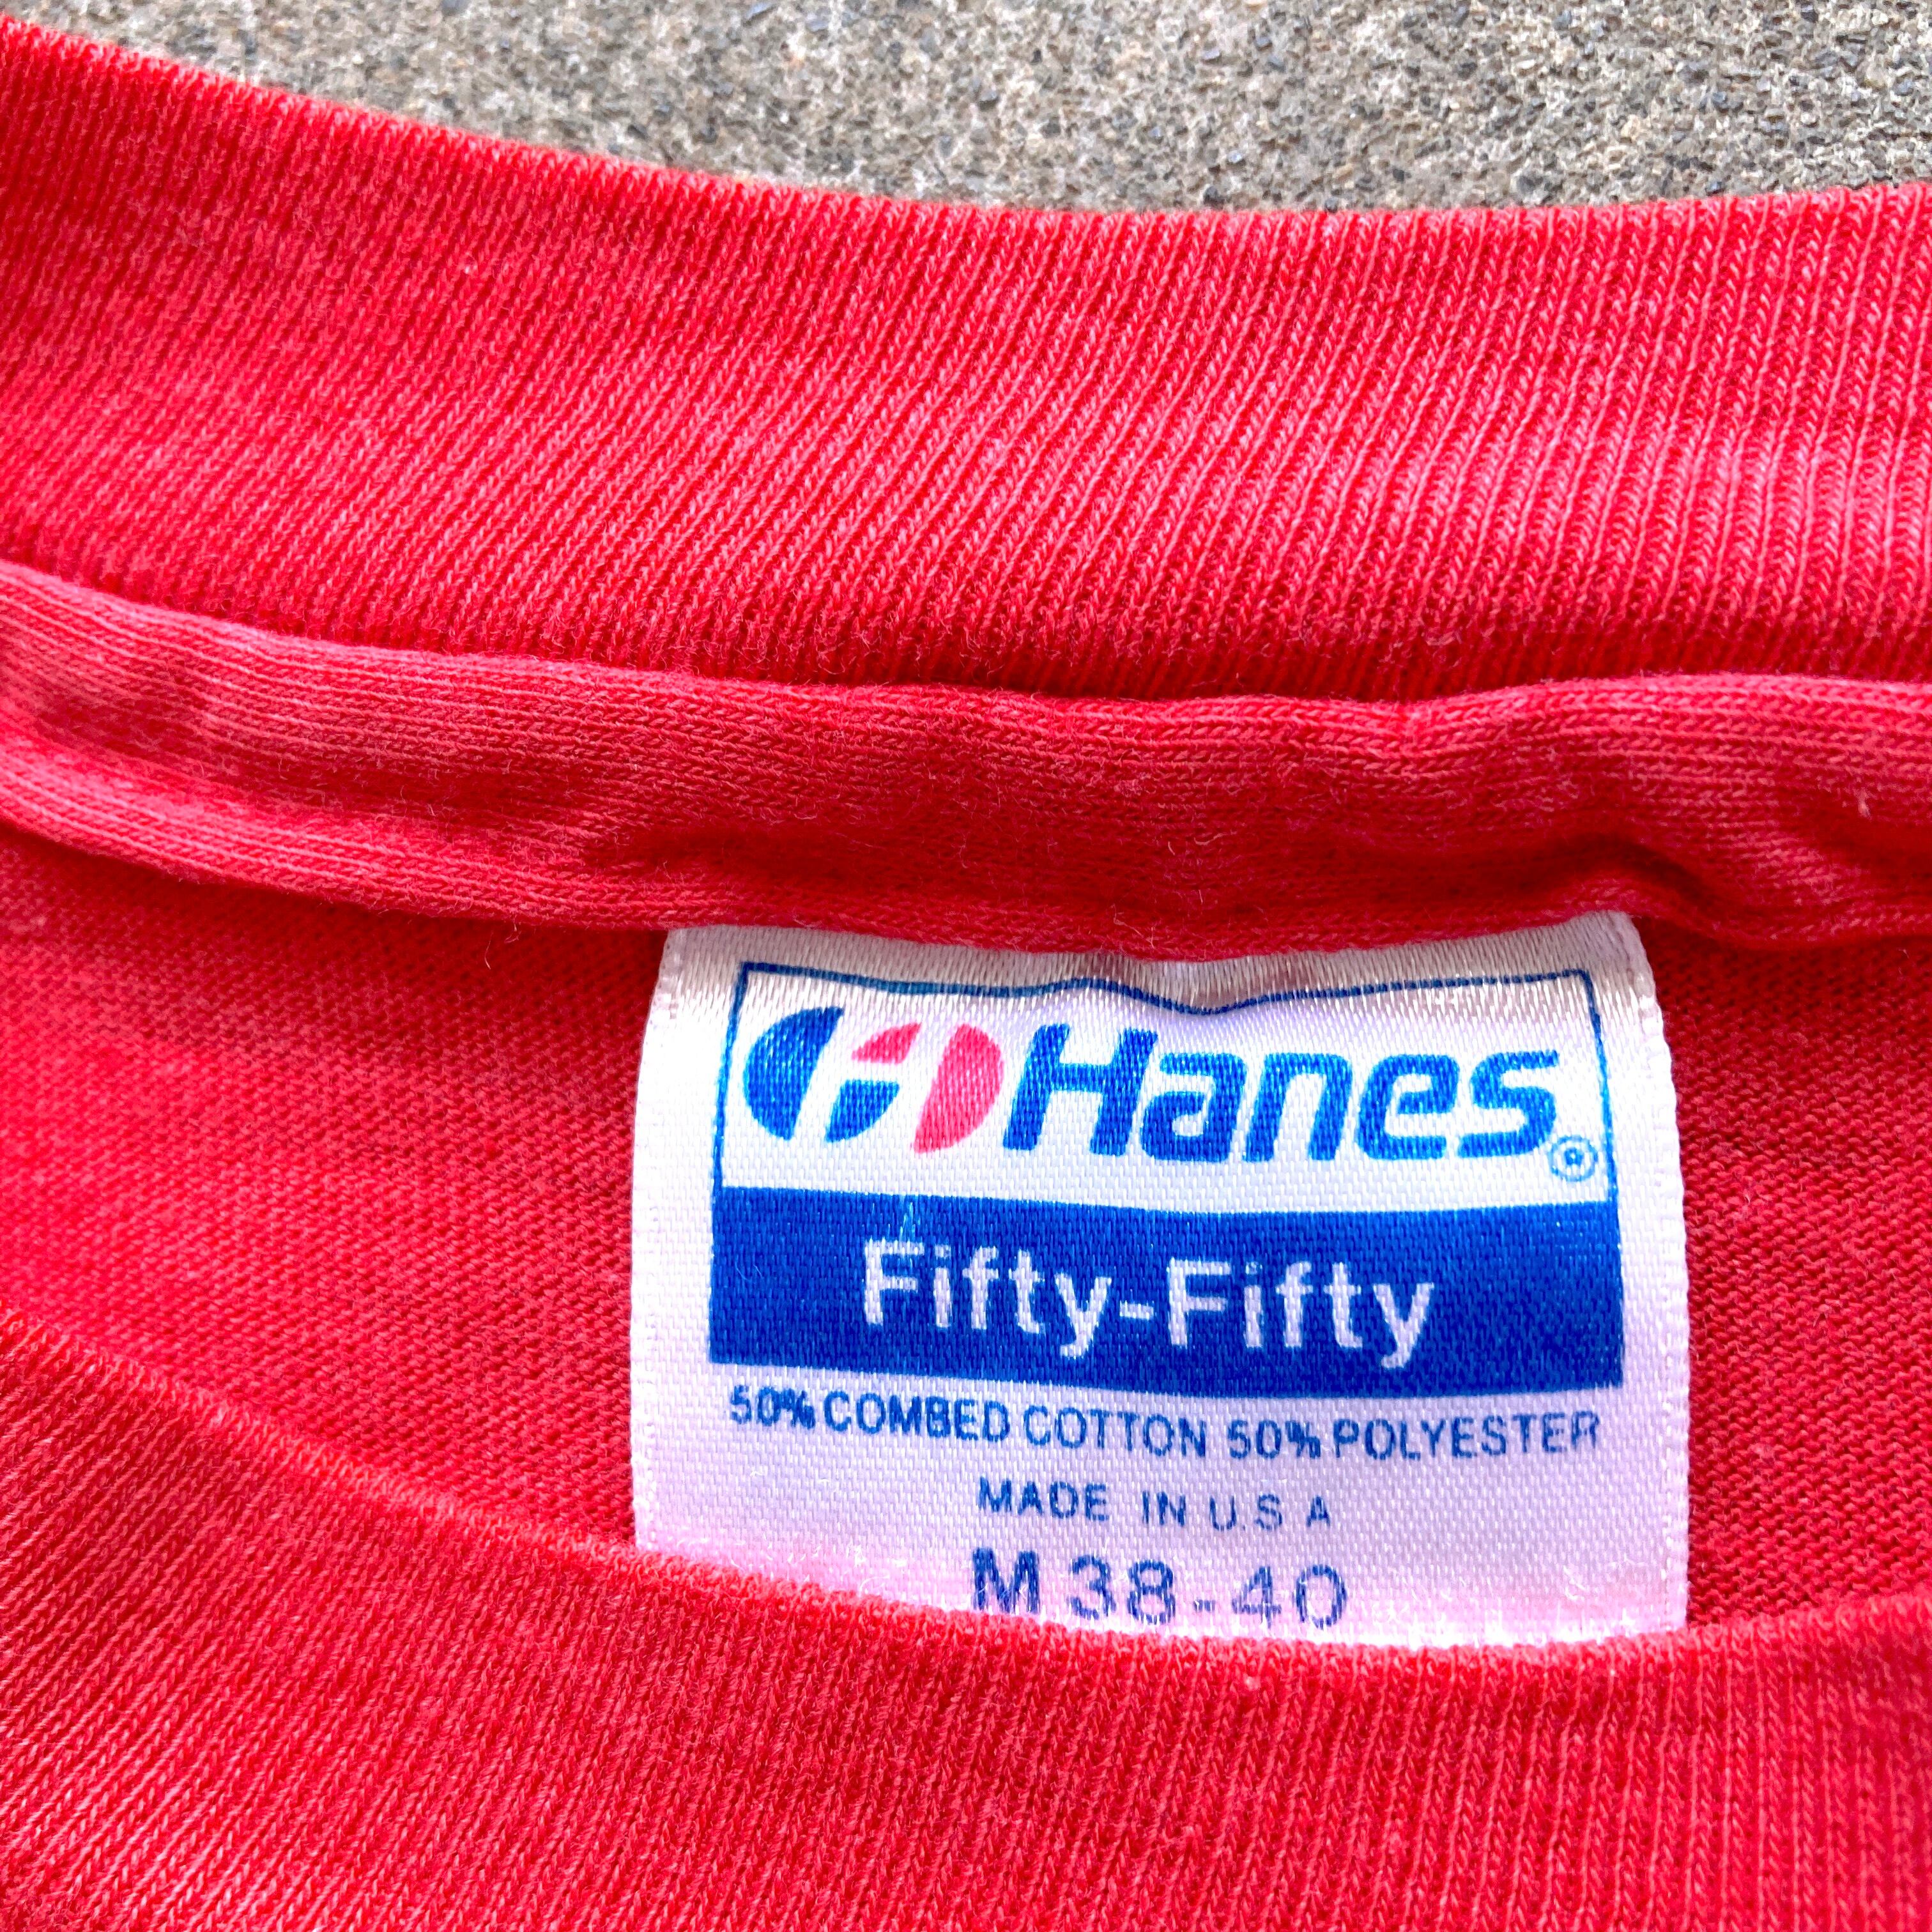 Hanes®
Fifty-Fifty
50% COMBED COTTON 50% POLYESTER
MADE IN U.S A
M 38-40